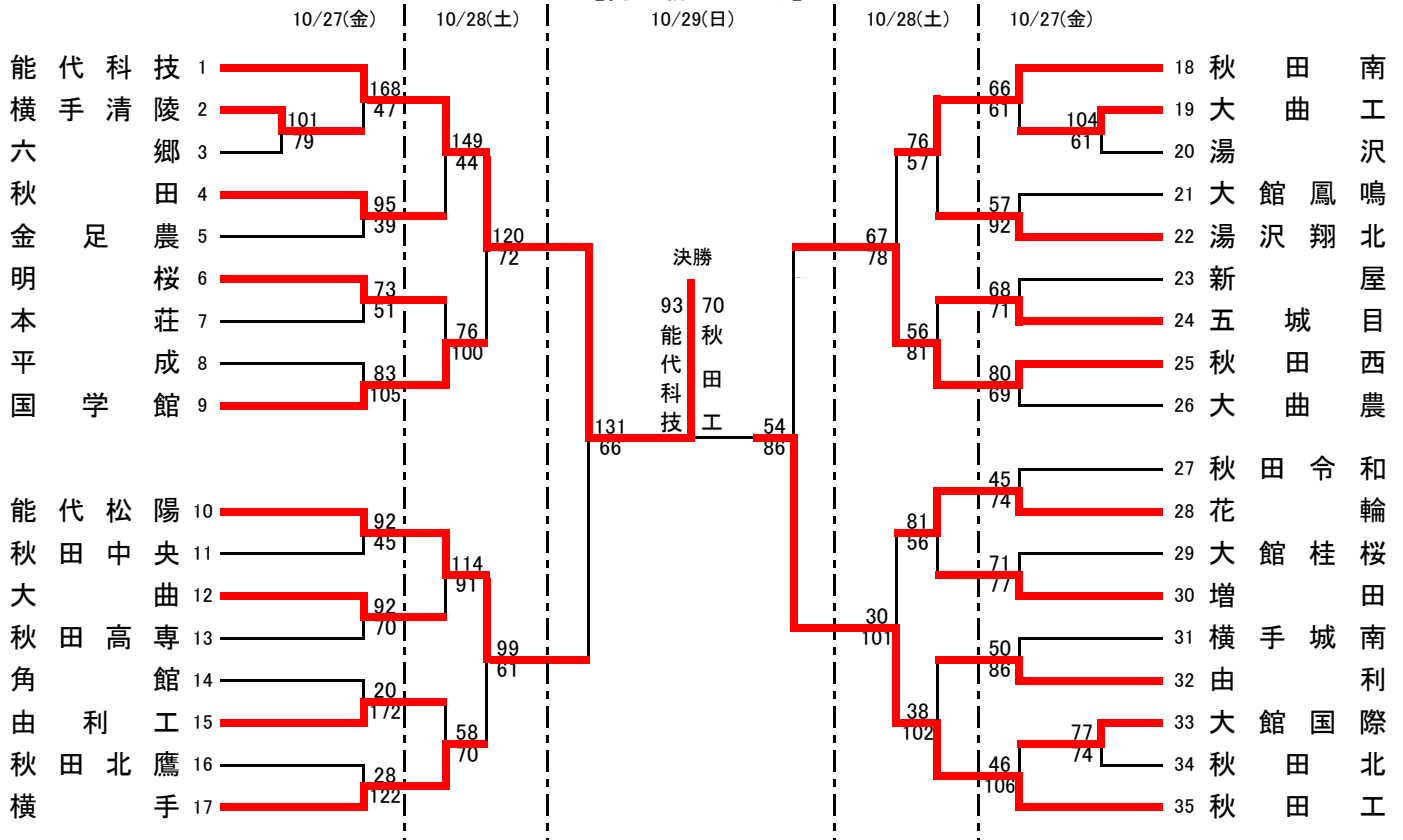 10/27(金) 10/28(土) 10/29(日) 10/28(土) 10/27(金)
能代科技 1
横手清陵 2
六郷 3
秋田 4
金足農 5
明桜 6
本荘 7
平成 8
国学館 9
能代松陽 10
秋田中央 11
大曲 12
秋田高専 13
角館 14
由利工 15
秋田北鷹 16
横手 17
101
79
168
47
95
39
73
51
83
105
92
45
92
70
20
172
28
122
149
44
76
100
114
91
58
70
120
72
99
61
131
66
決勝
93 能代科技
70 秋田工
54
86
67
78
30
101
76
57
56
81
81
56
38
102
66
61
57
92
68
71
80
69
45
74
71
77
50
86
46
106
104
61
77
74
18 秋田南
19 大曲工
20 湯沢
21 大館鳳鳴
22 湯沢翔北
23 新屋
24 五城目
25 秋田西
26 大曲農
27 秋田令和
28 花輪
29 大館桂桜
30 増田
31 横手城南
32 由利
33 大館国際
34 秋田北
35 秋田工